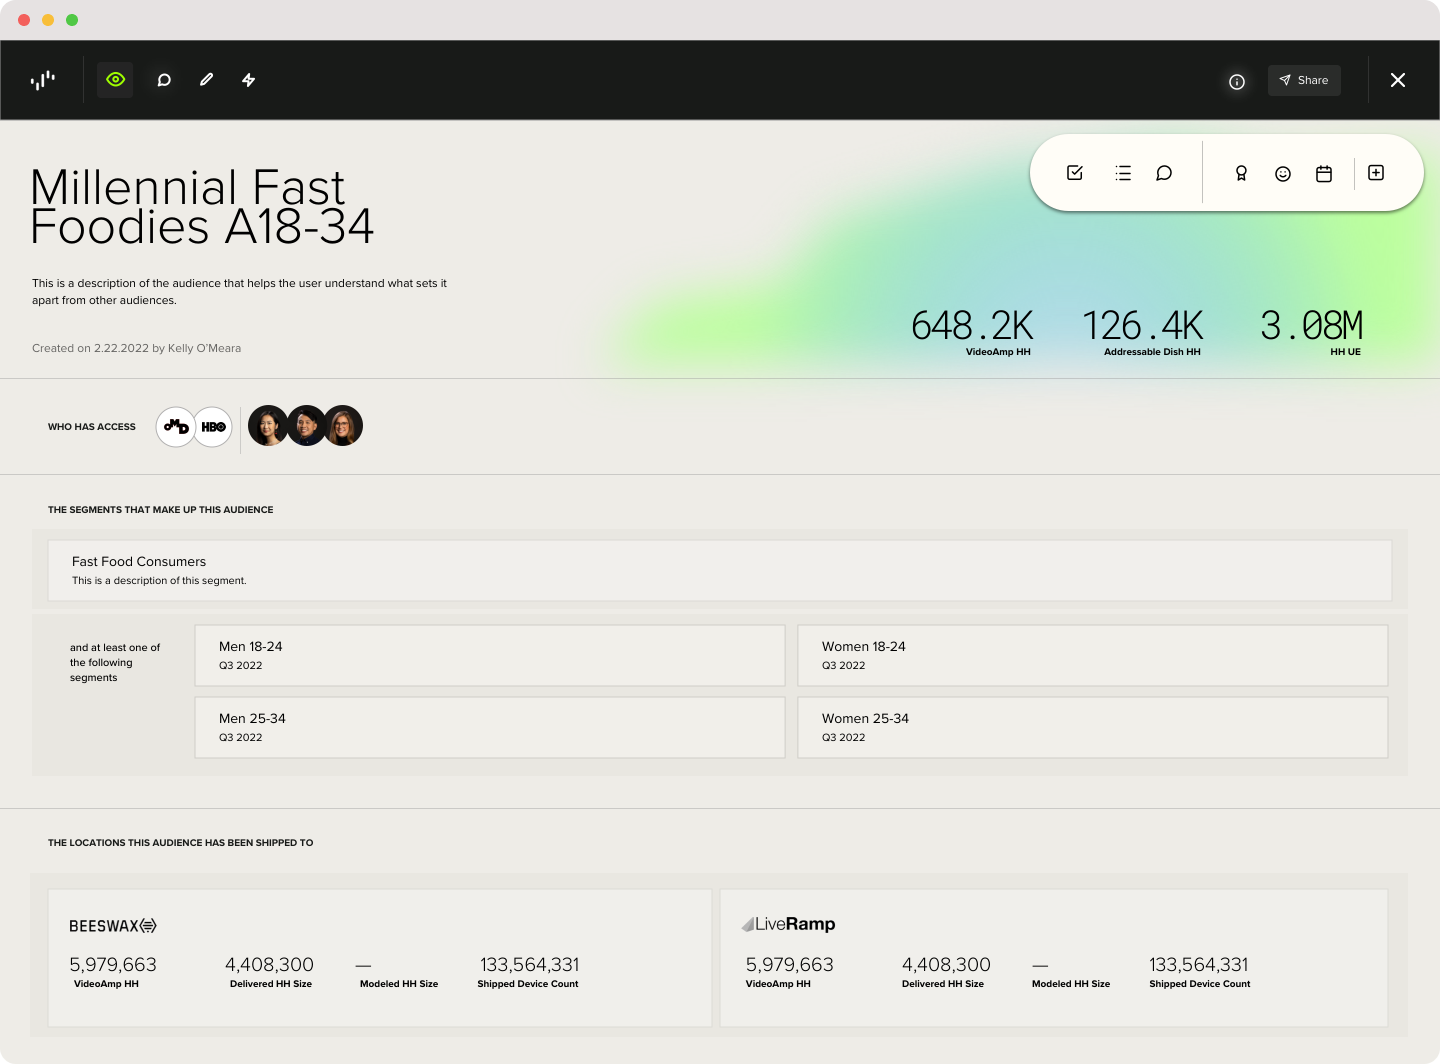 Share
Millennial Fast
Foodies A18-34
This is a description of the audience that helps the user understand what sets it
apart from other audiences.
Created on 2.22.2022 by Kelly O'Meara
648.2K
VideoAmp HH
126.4K
Addressable Dish HH
3.08M
HH UE
WHO HAS ACCESS
OMD
HBO
THE SEGMENTS THAT MAKE UP THIS AUDIENCE
Fast Food Consumers
This is a description of this segment.
and at least one of
the following
segments
Men 18-24
Q3 2022
Women 18-24
Q3 2022
Men 25-34
Q3 2022
Women 25-34
Q3 2022
THE LOCATIONS THIS AUDIENCE HAS BEEN SHIPPED TO
BEESWAX
5,979,663
VideoAmp HH
4,408,300
Delivered HH Size
—
Modeled HH Size
133,564,331
Shipped Device Count
LiveRamp
5,979,663
VideoAmp HH
4,408,300
Delivered HH Size
—
Modeled HH Size
133,564,331
Shipped Device Count